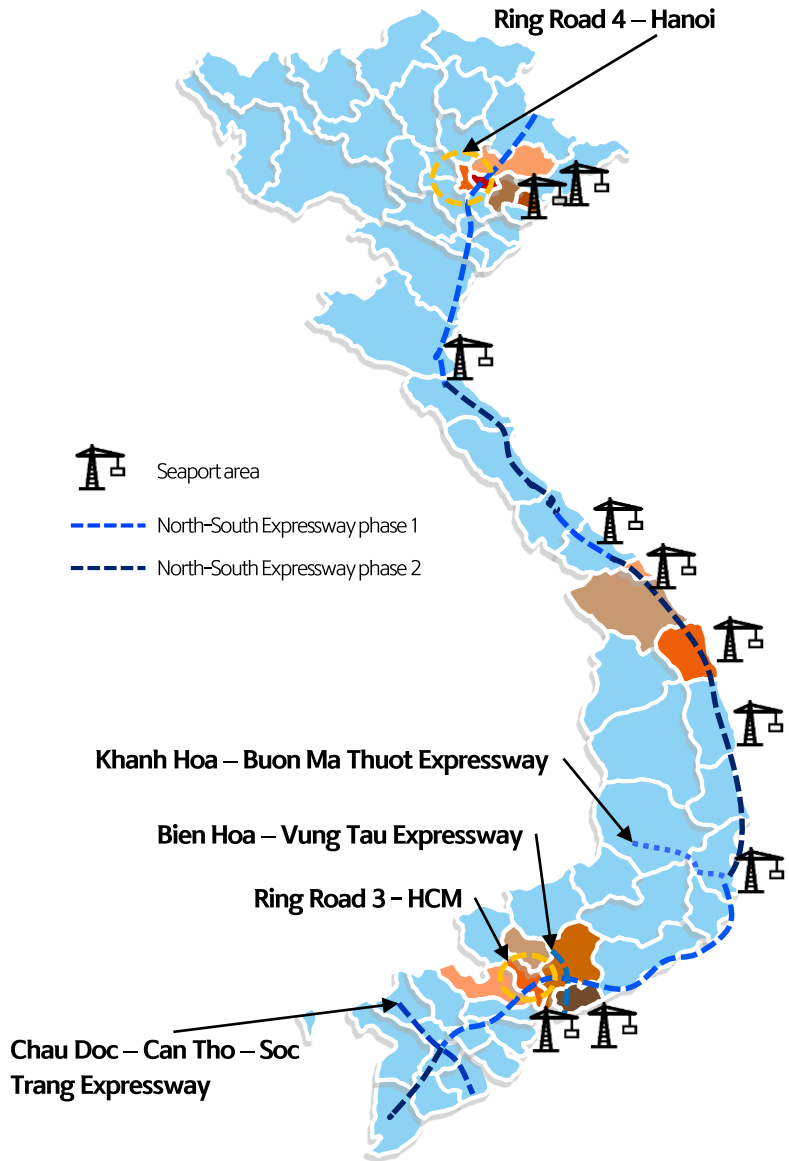 Ring Road 4 – Hanoi
Seaport area
North-South Expressway phase 1
North-South Expressway phase 2
Khanh Hoa – Buon Ma Thuot Expressway
Bien Hoa – Vung Tau Expressway
Ring Road 3 - HCM
Chau Doc – Can Tho – Soc
Trang Expressway